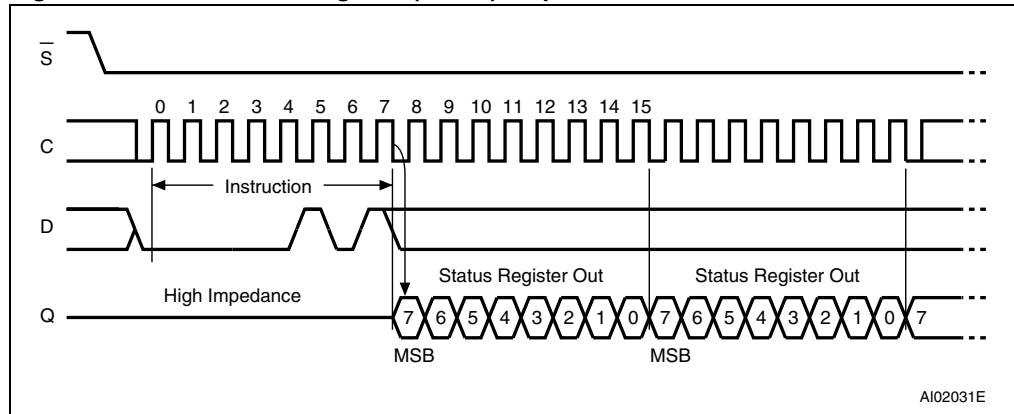 S
0 1 2 3 4 5 6 7 8 9 10 11 12 13 14 15
C
Instruction
D
Status Register Out Status Register Out
High Impedance
Q 7 6 5 4 3 2 1 0 7 6 5 4 3 2 1 0 7
MSB MSB
AI02031E